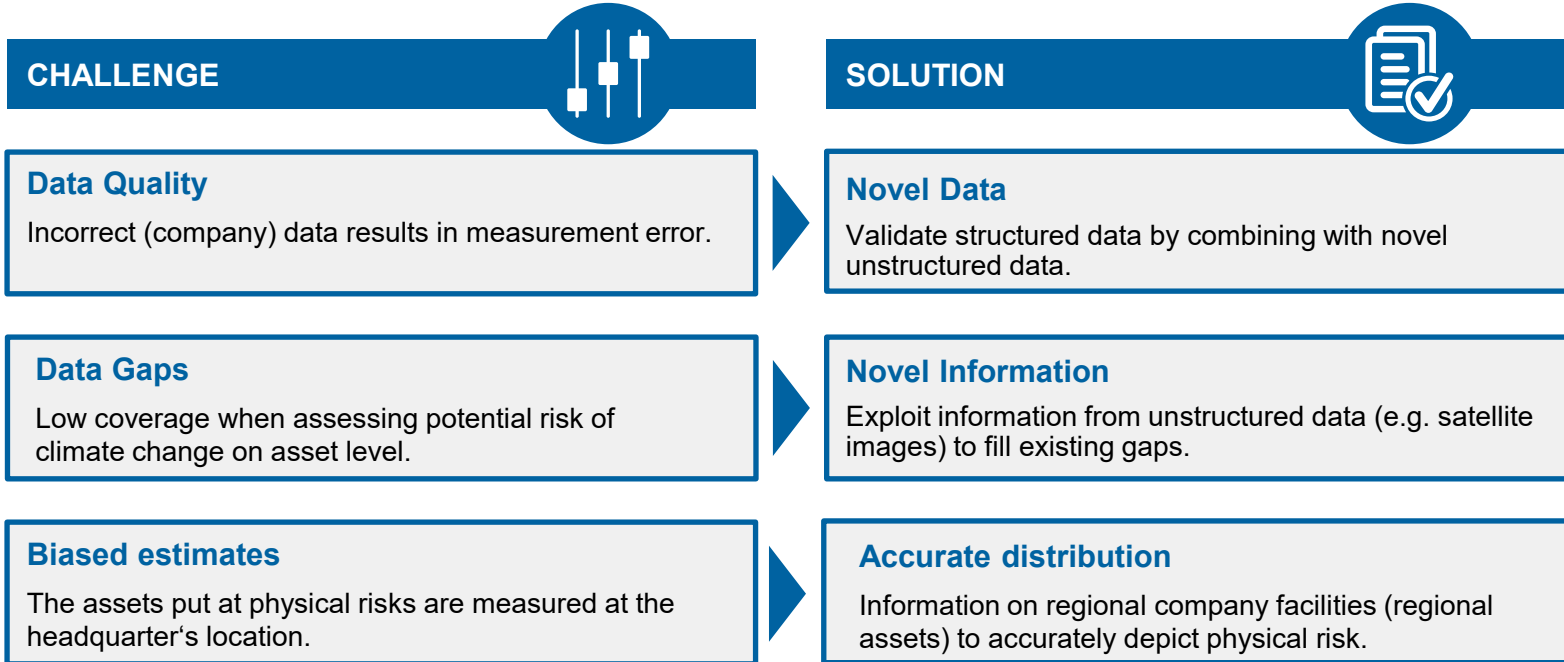 CHALLENGE
SOLUTION
Data Quality
Incorrect (company) data results in measurement error.
Novel Data
Validate structured data by combining with novel
unstructured data.
Data Gaps
Low coverage when assessing potential risk of
climate change on asset level.
Novel Information
Exploit information from unstructured data (e.g. satellite
images) to fill existing gaps.
Biased estimates
The assets put at physical risks are measured at the
headquarter‘s location.
Accurate distribution
Information on regional company facilities (regional
assets) to accurately depict physical risk.